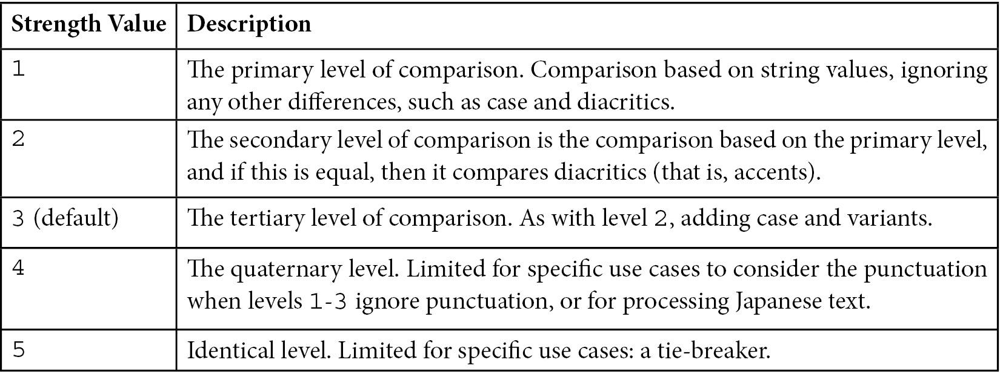 Strength Value Description
1 The primary level of comparison. Comparison based on string values, ignoring
any other differences, such as case and diacritics.
2 The secondary level of comparison is the comparison based on the primary level,
and if this is equal, then it compares diacritics (that is, accents).
3 (default) The tertiary level of comparison. As with level 2, adding case and variants.
4 The quaternary level. Limited for specific use cases to consider the punctuation
when levels 1-3 ignore punctuation, or for processing Japanese text.
5 Identical level. Limited for specific use cases: a tie-breaker.